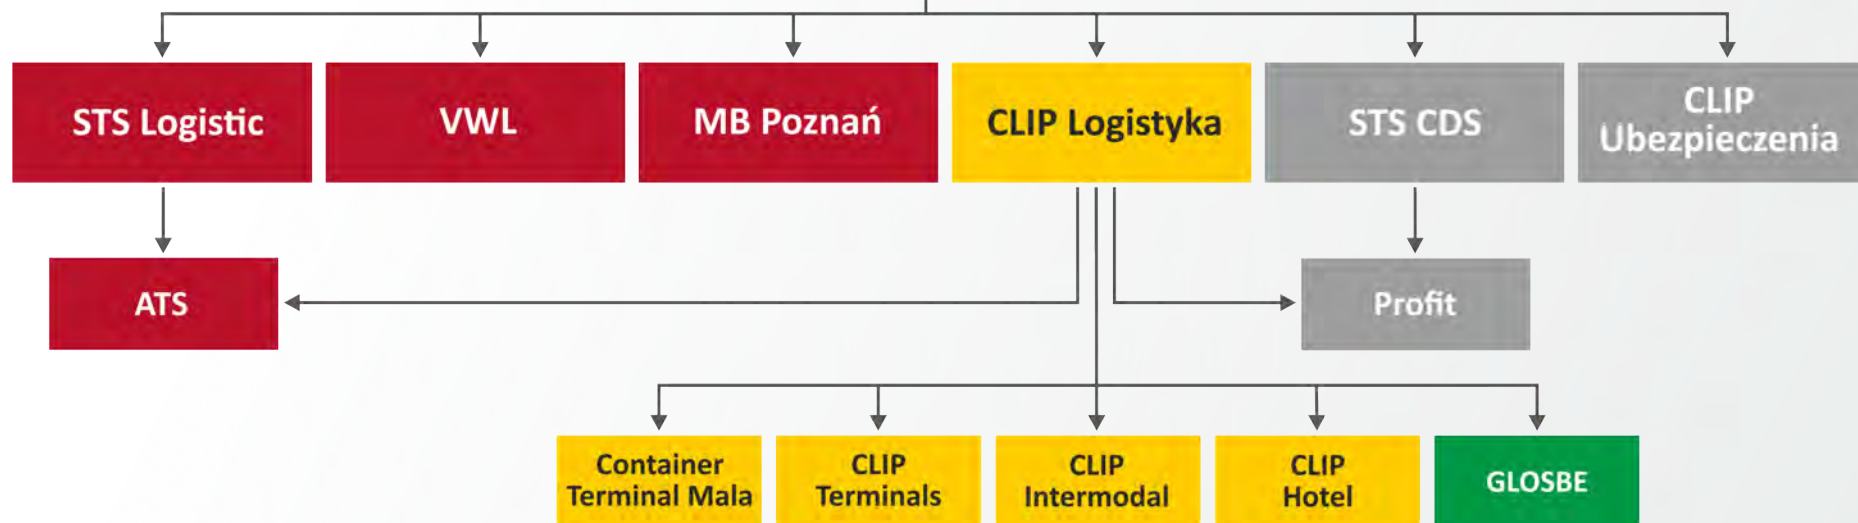 STS Logistic
VWL
MB Poznań
CLIP Logistyka
STS CDS
CLIP
Ubezpieczenia
ATS
Profit
Container
Terminal Mala
CLIP
Terminals
CLIP
Intermodal
CLIP
Hotel
GLOSBE